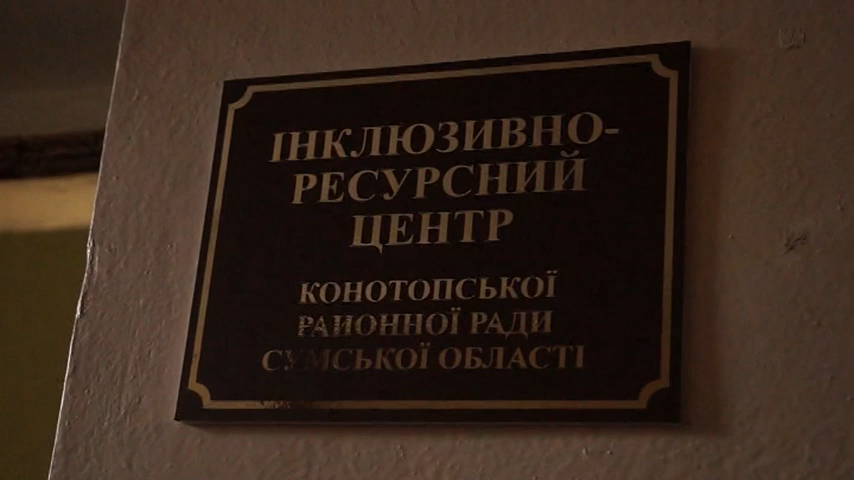 ІНКЛЮЗИВНО-
РЕСУРСНИЙ
ЦЕНТР
КОНОТОПСЬКОЇ
РАЙОННОЇ РАДИ
СУМСЬКОЇ ОБЛАСТІ